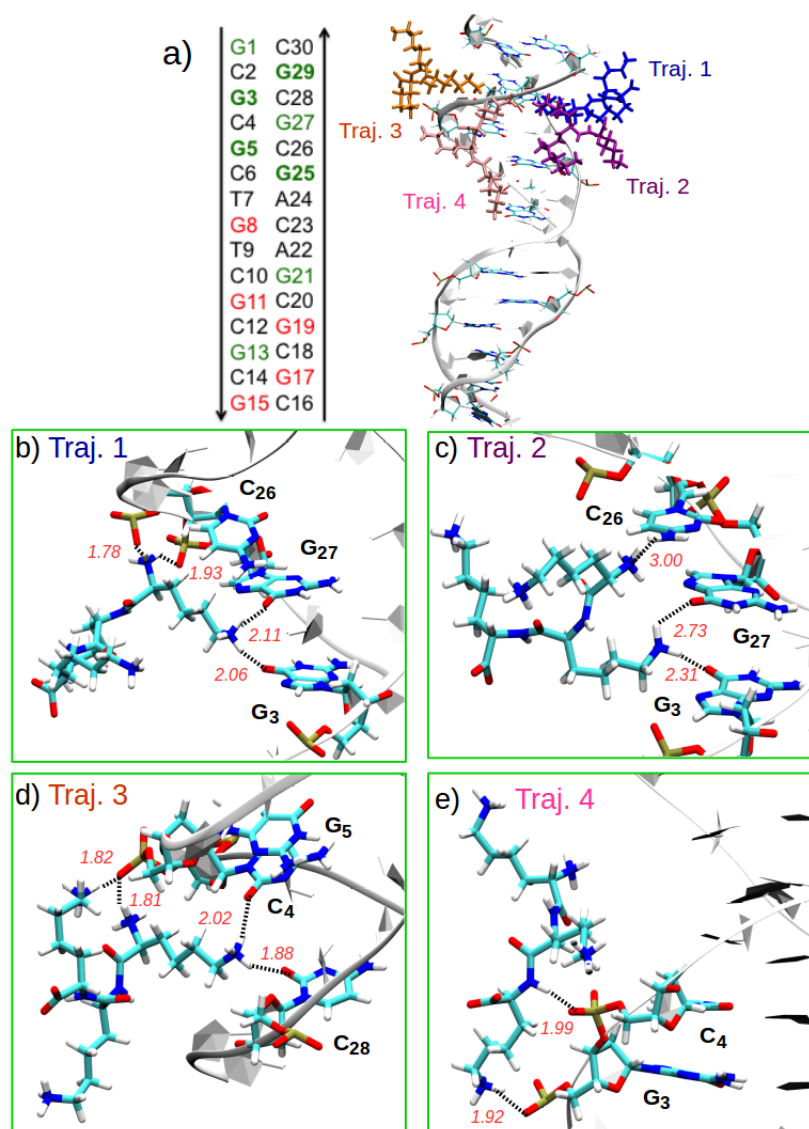 a)
G1 C30
C2 G29
G3 C28
C4 G27
G5 C26
C6 G25
T7 A24
G8 C23
T9 A22
C10 G21
G11 C20
C12 G19
G13 C18
C14 G17
G15 C16
Traj. 1
Traj. 3
Traj. 2
Traj. 4
b) Traj. 1
C26
G27
1.78
1.93
2.11
2.06
G3
c) Traj. 2
C26
3.00
2.73
G27
2.31
G3
d) Traj. 3
G5
1.82
1.81
2.02
C4
1.88
C28
e) Traj. 4
1.99
C4
G3
1.92